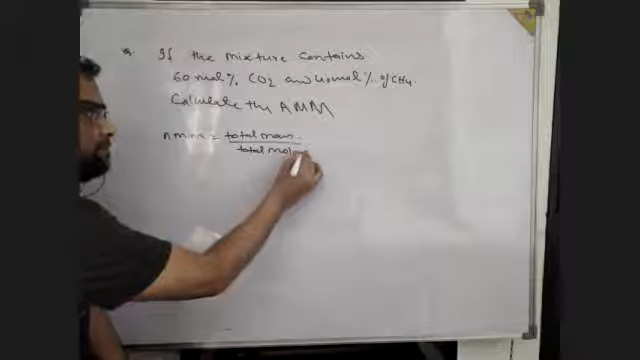 Q. If the mixture contains
60 mol% CO2 and 40 mol% of CH4.
Calculate the AMM
AMM = total mass
total moles